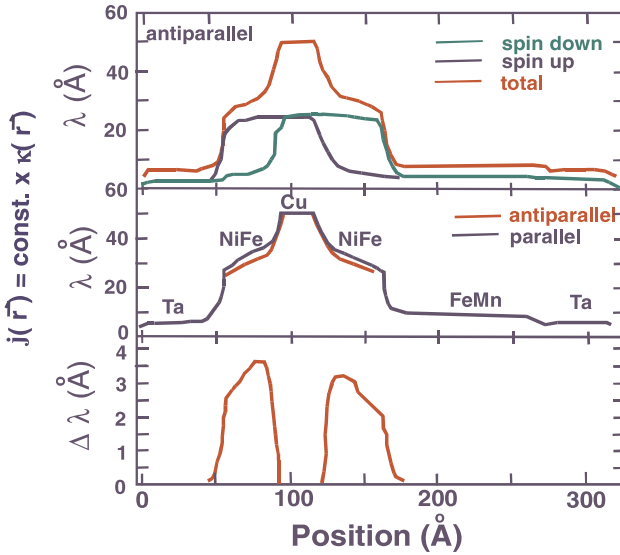 j(r⃗) = const. x κ(r⃗)
60
antiparallel
spin down
spin up
total
λ (Å)
40
20
60
Cu
antiparallel
parallel
NiFe
NiFe
λ (Å)
40
20
Ta
FeMn
Ta
0
4
3
Δ λ (Å)
2
1
0
0
100
200
300
Position (Å)